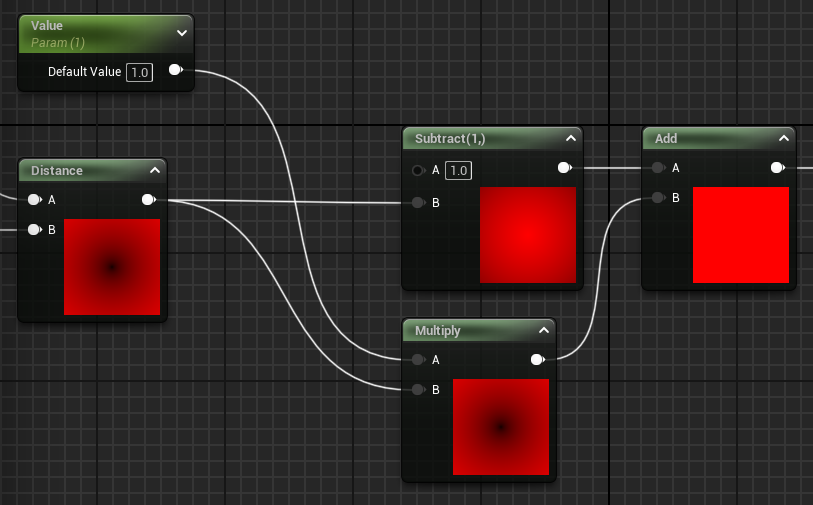 Value
Param (1)
Default Value 1.0
Distance
A
B
Subtract(1,)
A 1.0
B
Add
A
B
Multiply
A
B